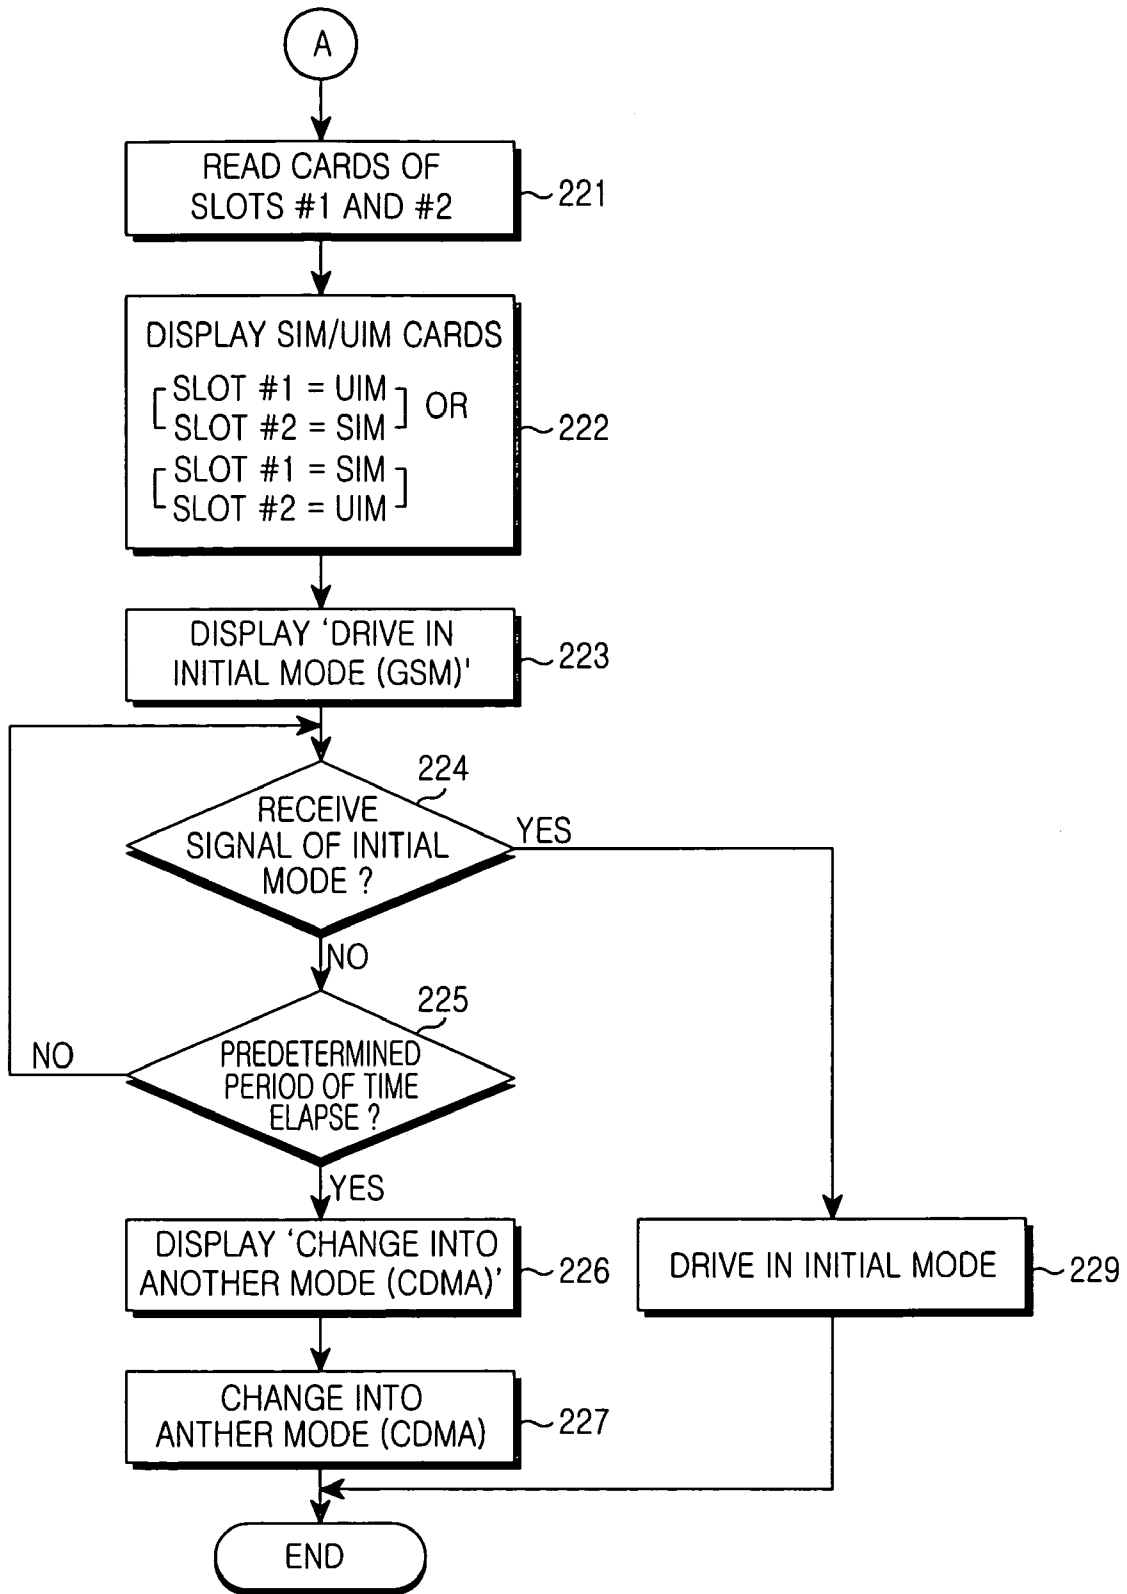 A
READ CARDS OF
SLOTS #1 AND #2
221
DISPLAY SIM/UIM CARDS
[SLOT #1 = UIM
SLOT #2 = SIM] OR
[SLOT #1 = SIM
SLOT #2 = UIM]
222
DISPLAY ‘DRIVE IN
INITIAL MODE (GSM)'
223
224
RECEIVE
SIGNAL OF INITIAL
MODE ?
YES
NO
225
PREDETERMINED
PERIOD OF TIME
ELAPSE ?
NO
YES
DISPLAY ‘CHANGE INTO
ANOTHER MODE (CDMA)’
226
DRIVE IN INITIAL MODE
229
CHANGE INTO
ANTHER MODE (CDMA)
227
END